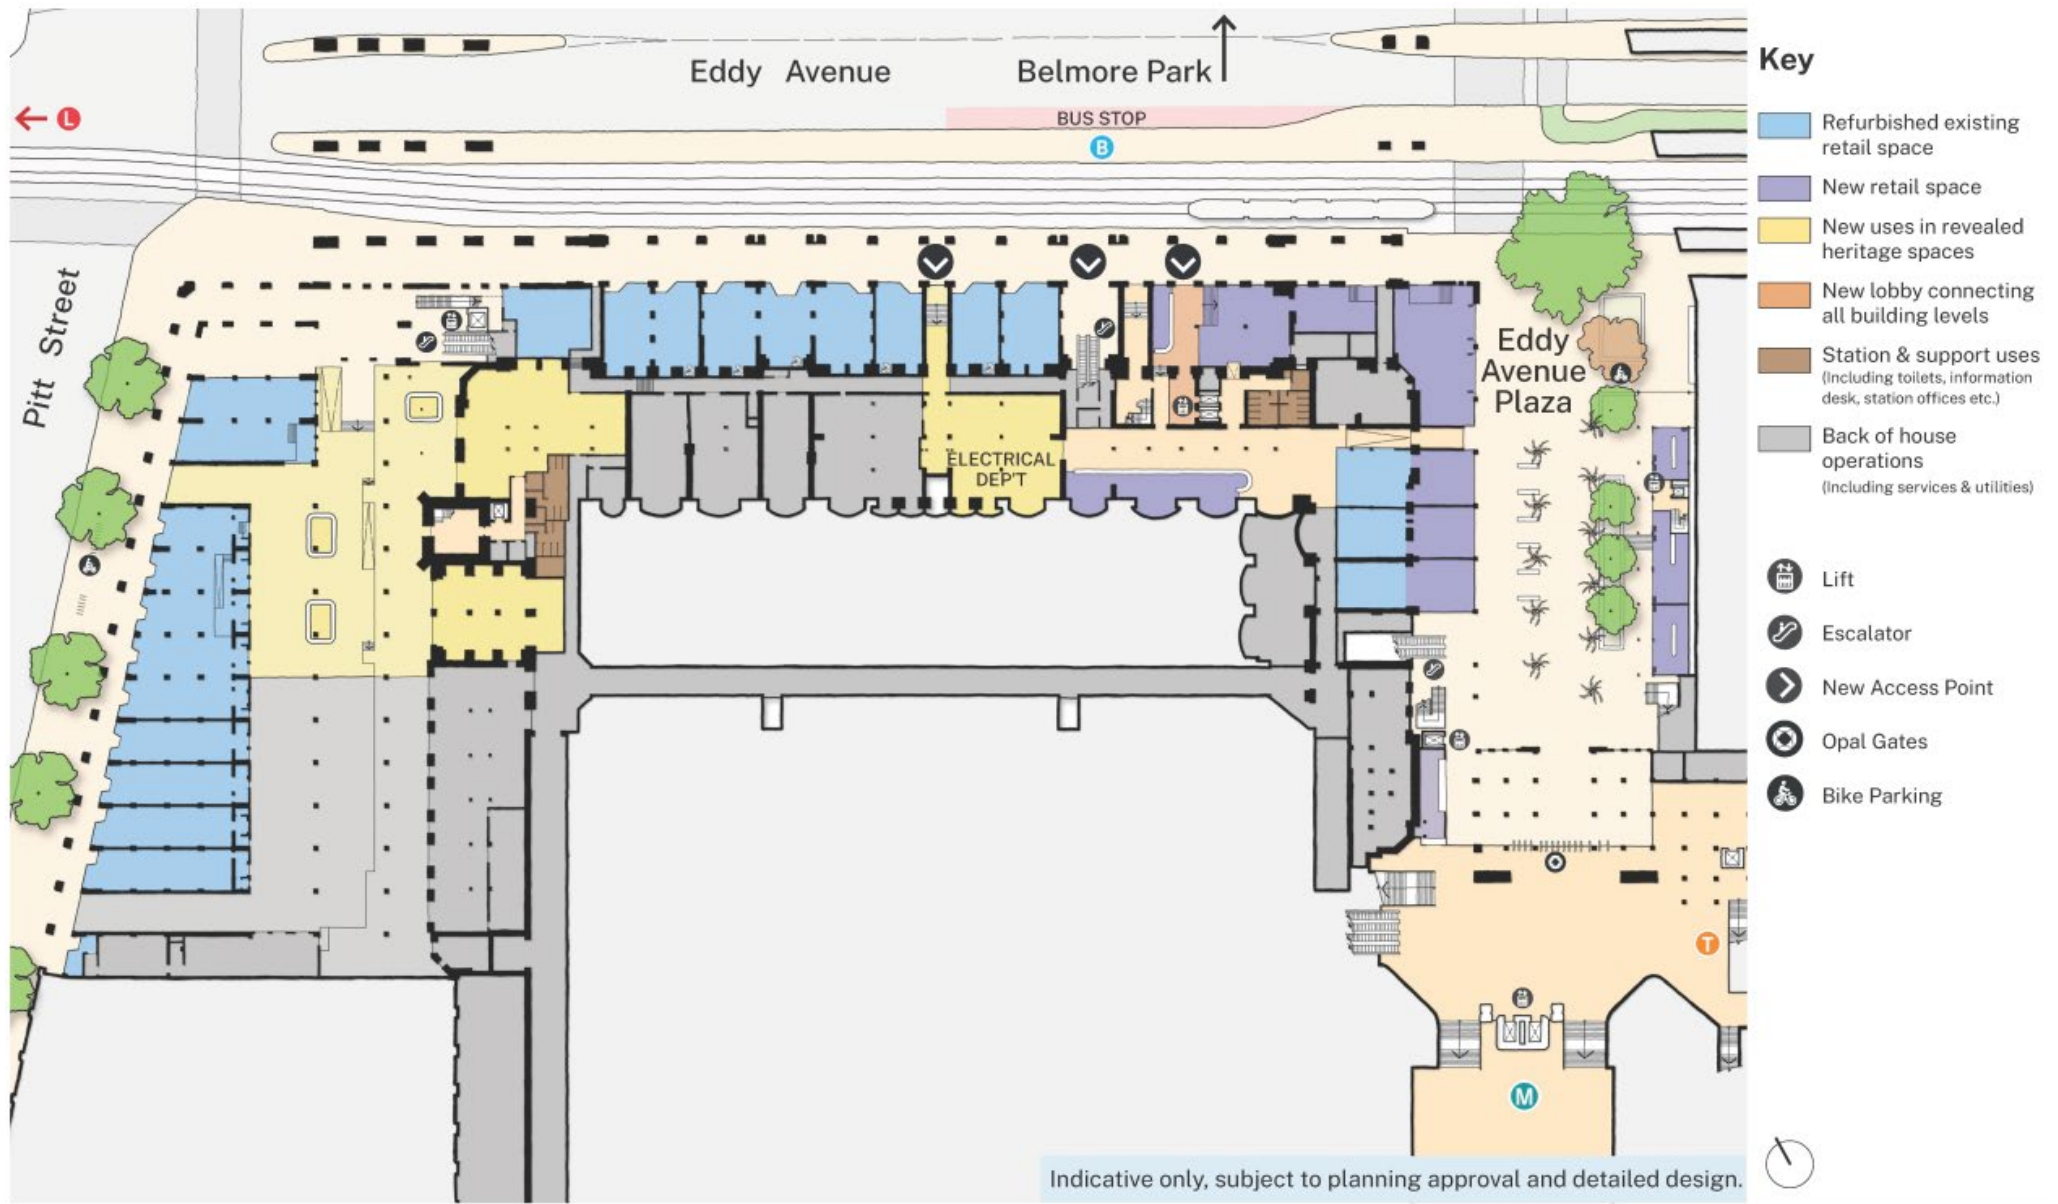 Eddy Avenue
Belmore Park
L
BUS STOP
B
Pitt Street
Eddy
Avenue
Plaza
ELECTRICAL
DEP'T
T
M
Indicative only, subject to planning approval and detailed design.
Key
Refurbished existing
retail space
New retail space
New uses in revealed
heritage spaces
New lobby connecting
all building levels
Station & support uses
(Including toilets, information
desk, station offices etc.)
Back of house
operations
(Including services & utilities)
Lift
Escalator
New Access Point
Opal Gates
Bike Parking